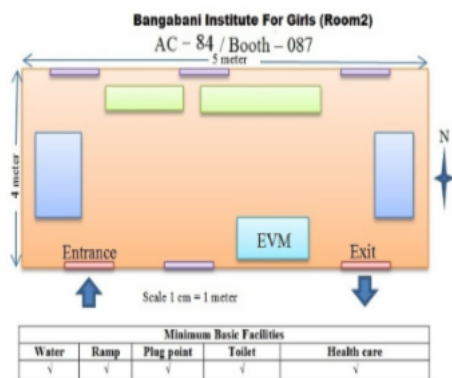 Bangabani Institute For Girls (Room2)
AC - 84 / Booth - 087
5 meter
4 meter
N
EVM
Entrance
Exit
Scale 1 cm = 1 meter
Minimum Basic Facilities
Water Ramp Plug point Toilet Health care
√ √ √ √ √